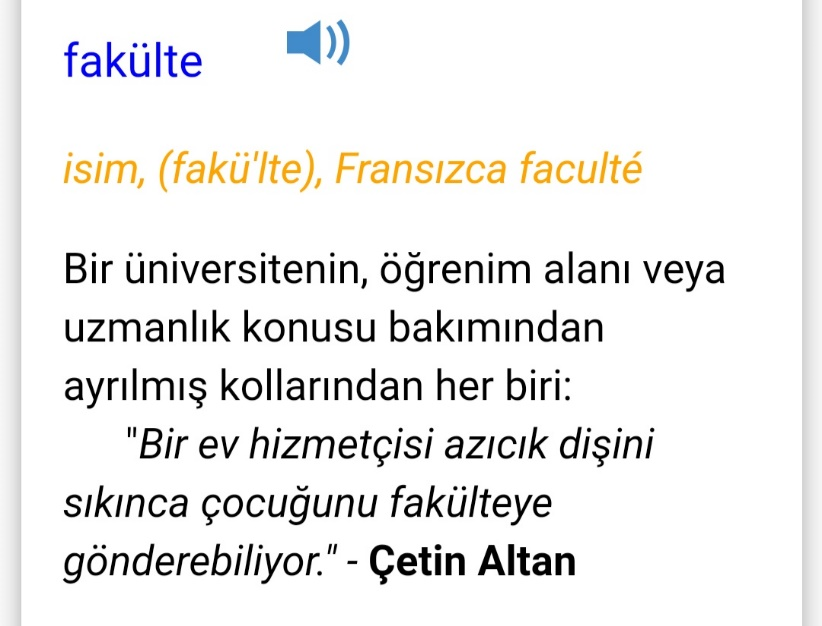 fakülte
isim, (fakü'lte), Fransızca faculté
Bir üniversitenin, öğrenim alanı veya
uzmanlık konusu bakımından
ayrılmış kollarından her biri:
"Bir ev hizmetçisi azıcık dişini
sıkınca çocuğunu fakülteye
gönderebiliyor." - Çetin Altan